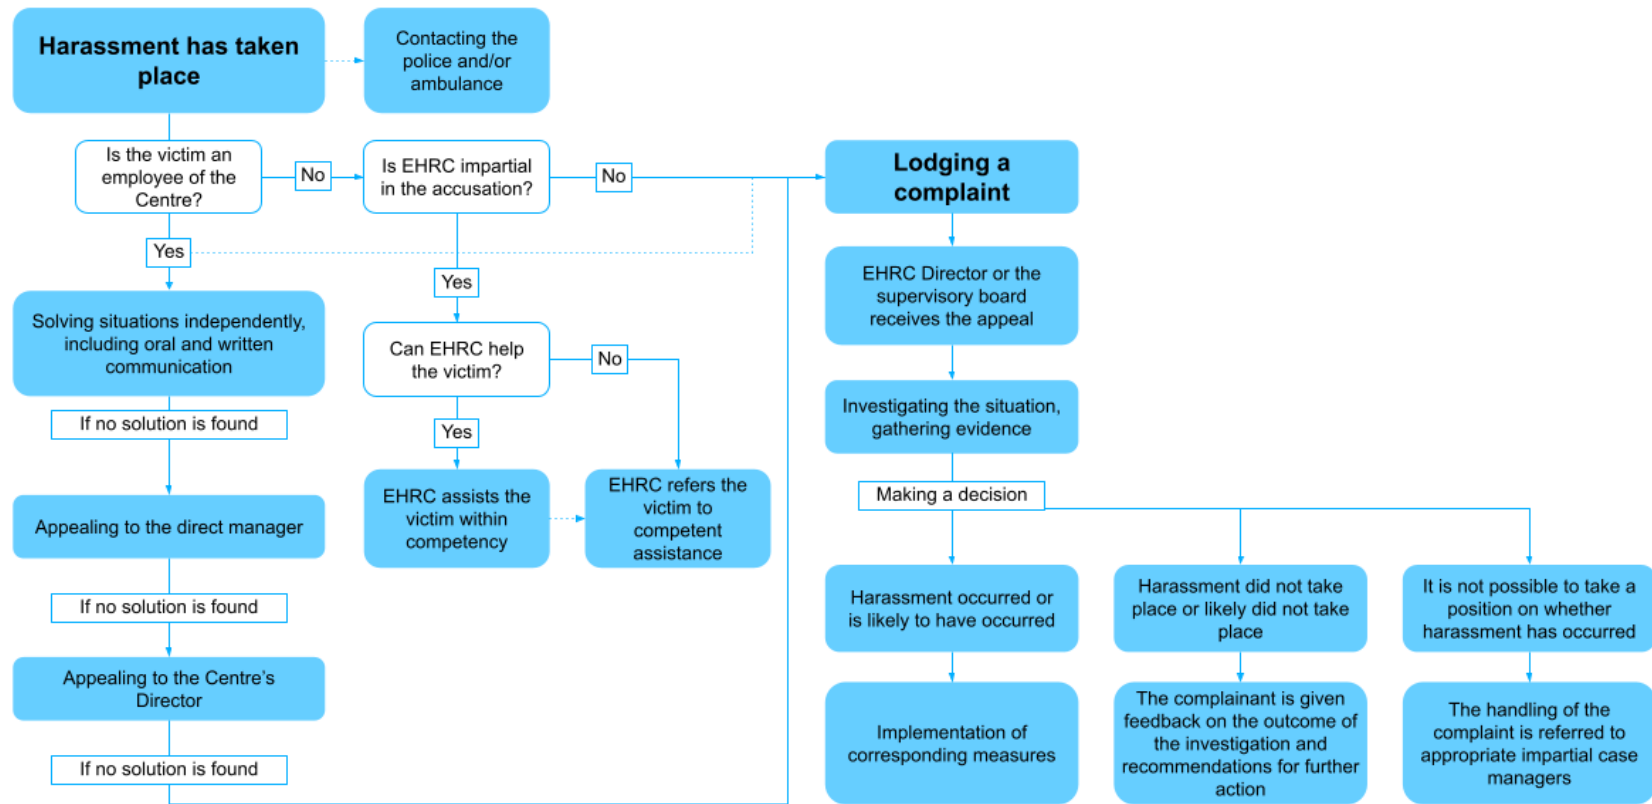 Harassment has taken
place
Contacting the
police and/or
ambulance
Is the victim an
employee of the
Centre?
No
Is EHRC impartial
in the accusation?
No
Lodging a
complaint
Yes
Yes
EHRC Director or the
supervisory board
receives the appeal
Solving situations independently,
including oral and written
communication
Can EHRC help
the victim?
No
If no solution is found
Yes
Investigating the situation,
gathering evidence
Making a decision
Appealing to the direct manager
EHRC assists the
victim within
competency
EHRC refers the
victim to
competent
assistance
If no solution is found
Harassment occurred or
is likely to have occurred
Harassment did not take
place or likely did not take
place
It is not possible to take a
position on whether
harassment has occurred
Appealing to the Centre's
Director
If no solution is found
Implementation of
corresponding measures
The complainant is given
feedback on the outcome of
the investigation and
recommendations for further
action
The handling of the
complaint is referred to
appropriate impartial case
managers